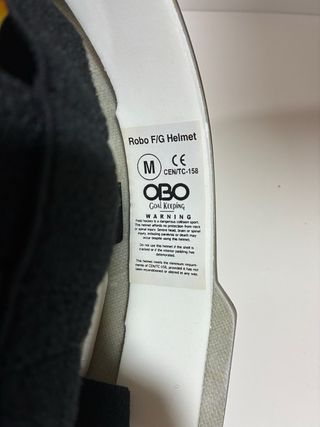 Robo F/G Helmet
M CE
CEN/TC-158
OBO
GOAL KEEPING
WARNING
Field hockey is a dangerous collision sport.
This helmet affords no protection from neck
or spinal injury. Severe head, brain or spinal
injury, including paralysis or death may
occur despite using this helmet.
Do not use this helmet if the shell is
cracked or if the interior padding has
deteriorated.
This helmet meets the minimum require-
ments of CEN/TC-158, provided it has not
been reconditioned or altered in any way.